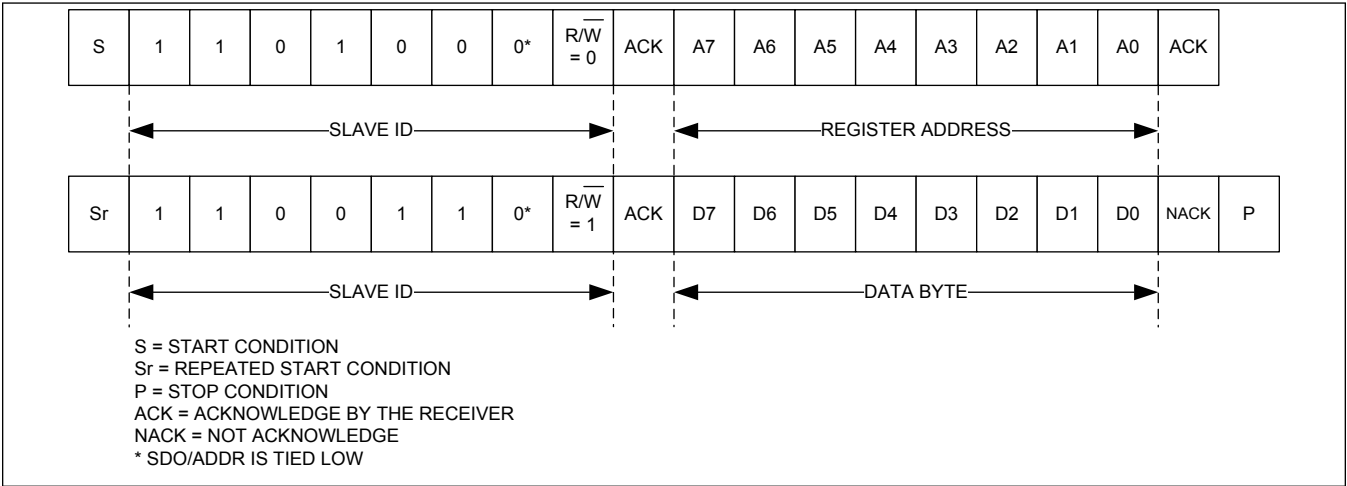 S 1 1 0 1 0 0 0* R/W̅ = 0 ACK A7 A6 A5 A4 A3 A2 A1 A0 ACK
SLAVE ID REGISTER ADDRESS
Sr 1 1 0 0 1 1 0* R/W̅ = 1 ACK D7 D6 D5 D4 D3 D2 D1 D0 NACK P
SLAVE ID DATA BYTE
S = START CONDITION
Sr = REPEATED START CONDITION
P = STOP CONDITION
ACK = ACKNOWLEDGE BY THE RECEIVER
NACK = NOT ACKNOWLEDGE
* SDO/ADDR IS TIED LOW